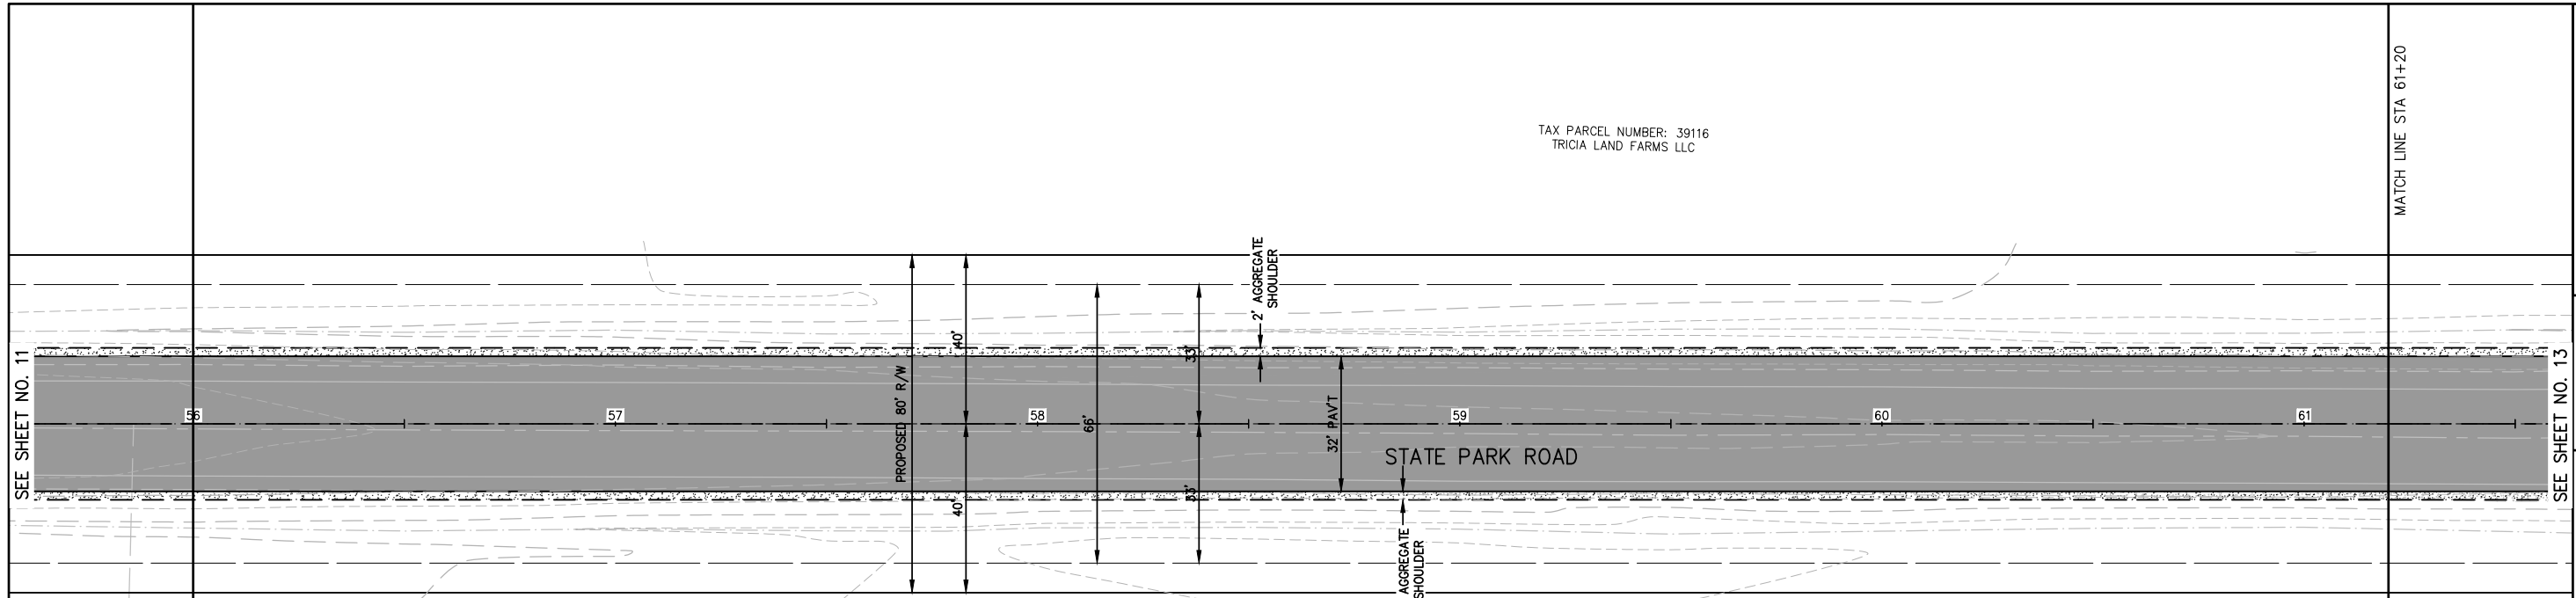 MATCH LINE STA 61+20
TAX PARCEL NUMBER: 39116
TRICIA LAND FARMS LLC
2' AGGREGATE
SHOULDER
40'
33'
SEE SHEET NO. 11
PROPOSED 80' R/W
66'
32' PAV'T
56
57
58
59
60
61
STATE PARK ROAD
SEE SHEET NO. 13
40'
33'
AGGREGATE
SHOULDER